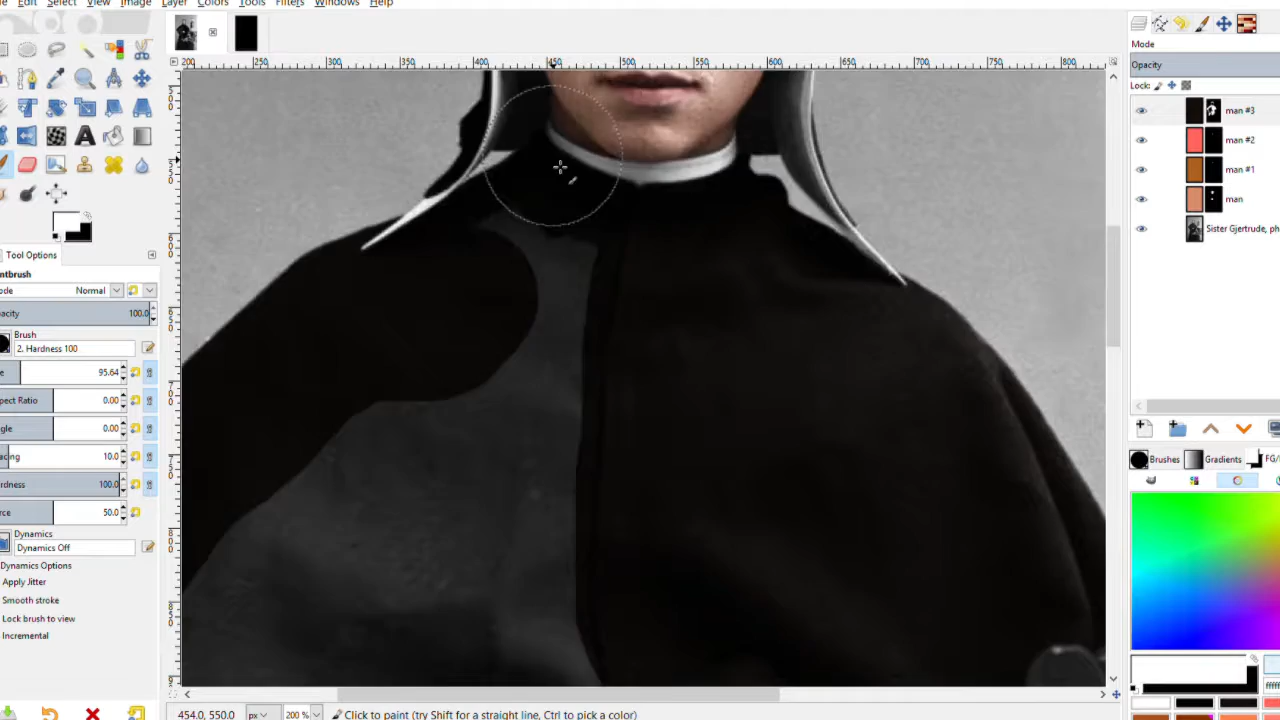 Edit Select View Image Layer Colors Tools Filters Windows Help
200 250 300 350 400 450 500 550 600 650 700 750 800
Mode
Opacity
Lock:
man #3
man #2
man #1
man
Sister Gjertrude, ph
Tool Options
ntbrush
ode Normal
pacity 100.0
Brush
2. Hardness 100
e 95.64
spect Ratio 0.00
gle 0.00
acing 10.0
rdness 100.0
rce 50.0
Dynamics
Dynamics Off
Dynamics Options
Apply Jitter
Smooth stroke
Lock brush to view
Incremental
Brushes Gradients FG/
454.0, 550.0 px 200 % Click to paint (try Shift for a straight line, Ctrl to pick a color)